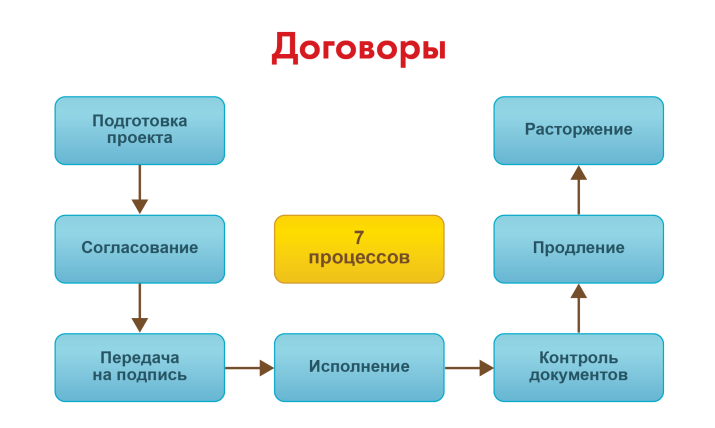 Договоры
Подготовка
проекта
Согласование
Передача
на подпись
7
процессов
Исполнение
Контроль
документов
Продление
Расторжение